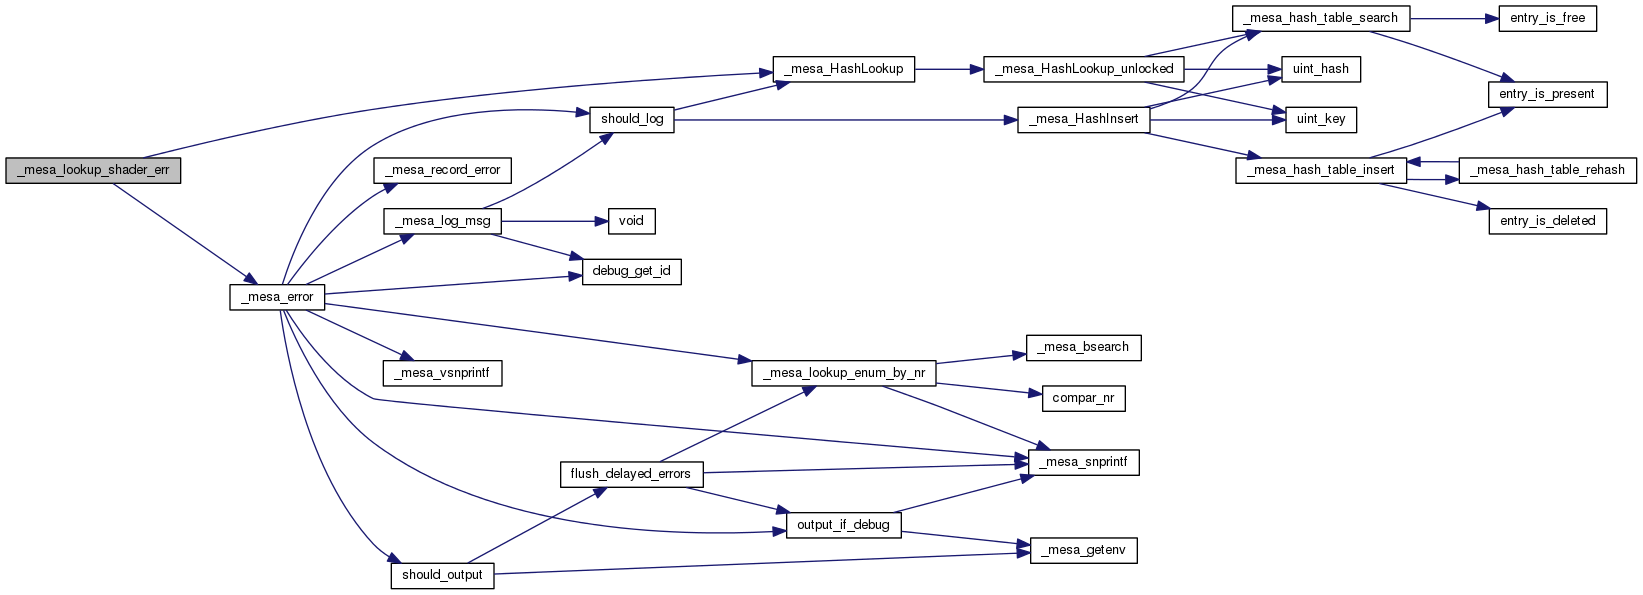 _mesa_hash_table_search
entry_is_free
_mesa_HashLookup
_mesa_HashLookup_unlocked
uint_hash
entry_is_present
should_log
_mesa_HashInsert
uint_key
_mesa_lookup_shader_err
_mesa_record_error
_mesa_hash_table_insert
_mesa_hash_table_rehash
_mesa_log_msg
void
entry_is_deleted
debug_get_id
_mesa_error
_mesa_bsearch
_mesa_vsnprintf
_mesa_lookup_enum_by_nr
compar_nr
_mesa_snprintf
flush_delayed_errors
output_if_debug
_mesa_getenv
should_output